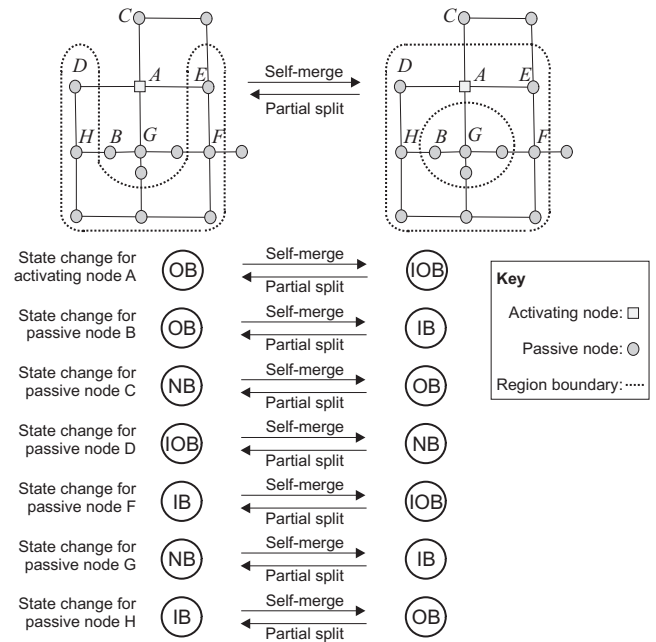 C
D
A
E
H
B
G
F
Self-merge
Partial split
C
D
A
E
H
B
G
F
State change for
activating node A
OB
Self-merge
Partial split
IOB
State change for
passive node B
OB
Self-merge
Partial split
IB
State change for
passive node C
NB
Self-merge
Partial split
OB
State change for
passive node D
IOB
Self-merge
Partial split
NB
State change for
passive node F
IB
Self-merge
Partial split
IOB
State change for
passive node G
NB
Self-merge
Partial split
IB
State change for
passive node H
IB
Self-merge
Partial split
OB
Key
Activating node:
Passive node:
Region boundary: